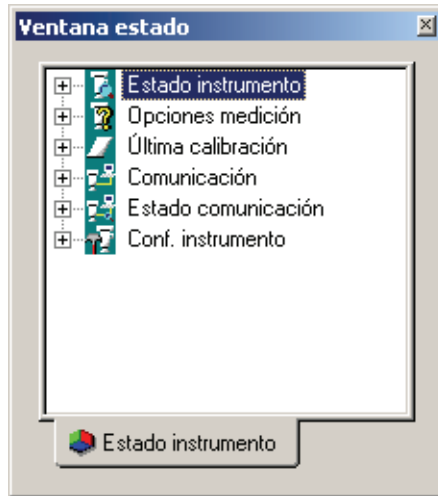 Ventana estado
Estado instrumento
Opciones medición
Última calibración
Comunicación
Estado comunicación
Conf. instrumento
Estado instrumento